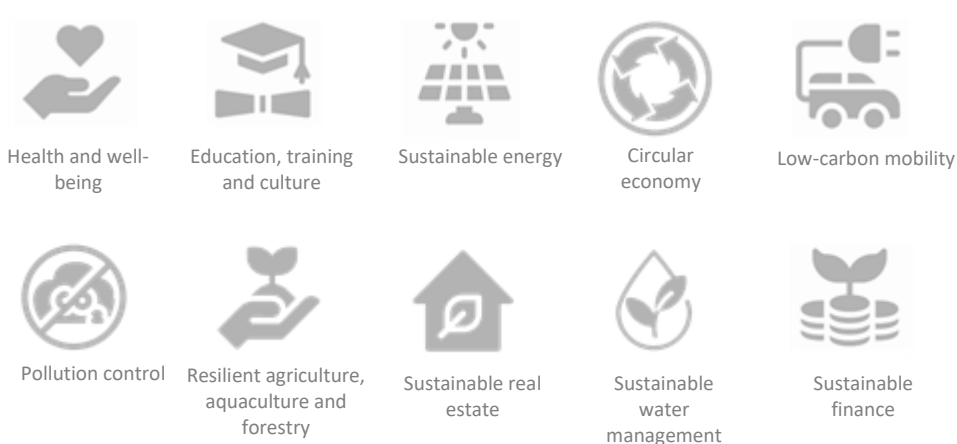 Health and well-
being
Education, training
and culture
Sustainable energy
Circular
economy
Low-carbon mobility
CO2
Pollution control
Resilient agriculture,
aquaculture and
forestry
Sustainable real
estate
Sustainable
water
management
Sustainable
finance